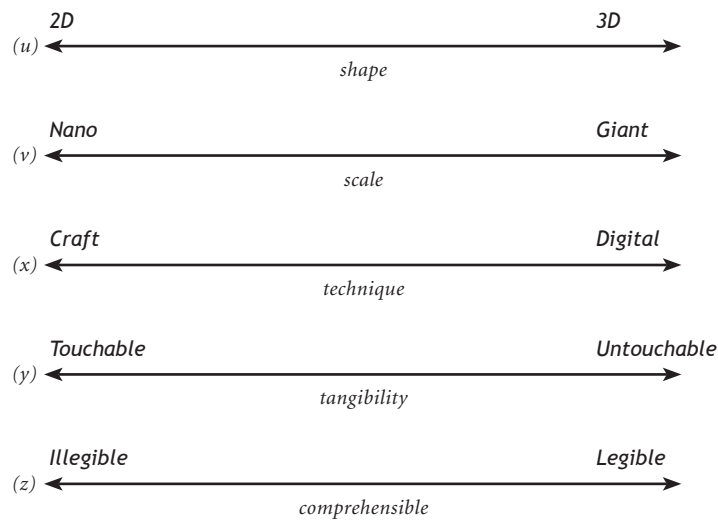 2D 3D
(u)
shape
Nano Giant
(v)
scale
Craft Digital
(x)
technique
Touchable Untouchable
(y)
tangibility
Illegible Legible
(z)
comprehensible